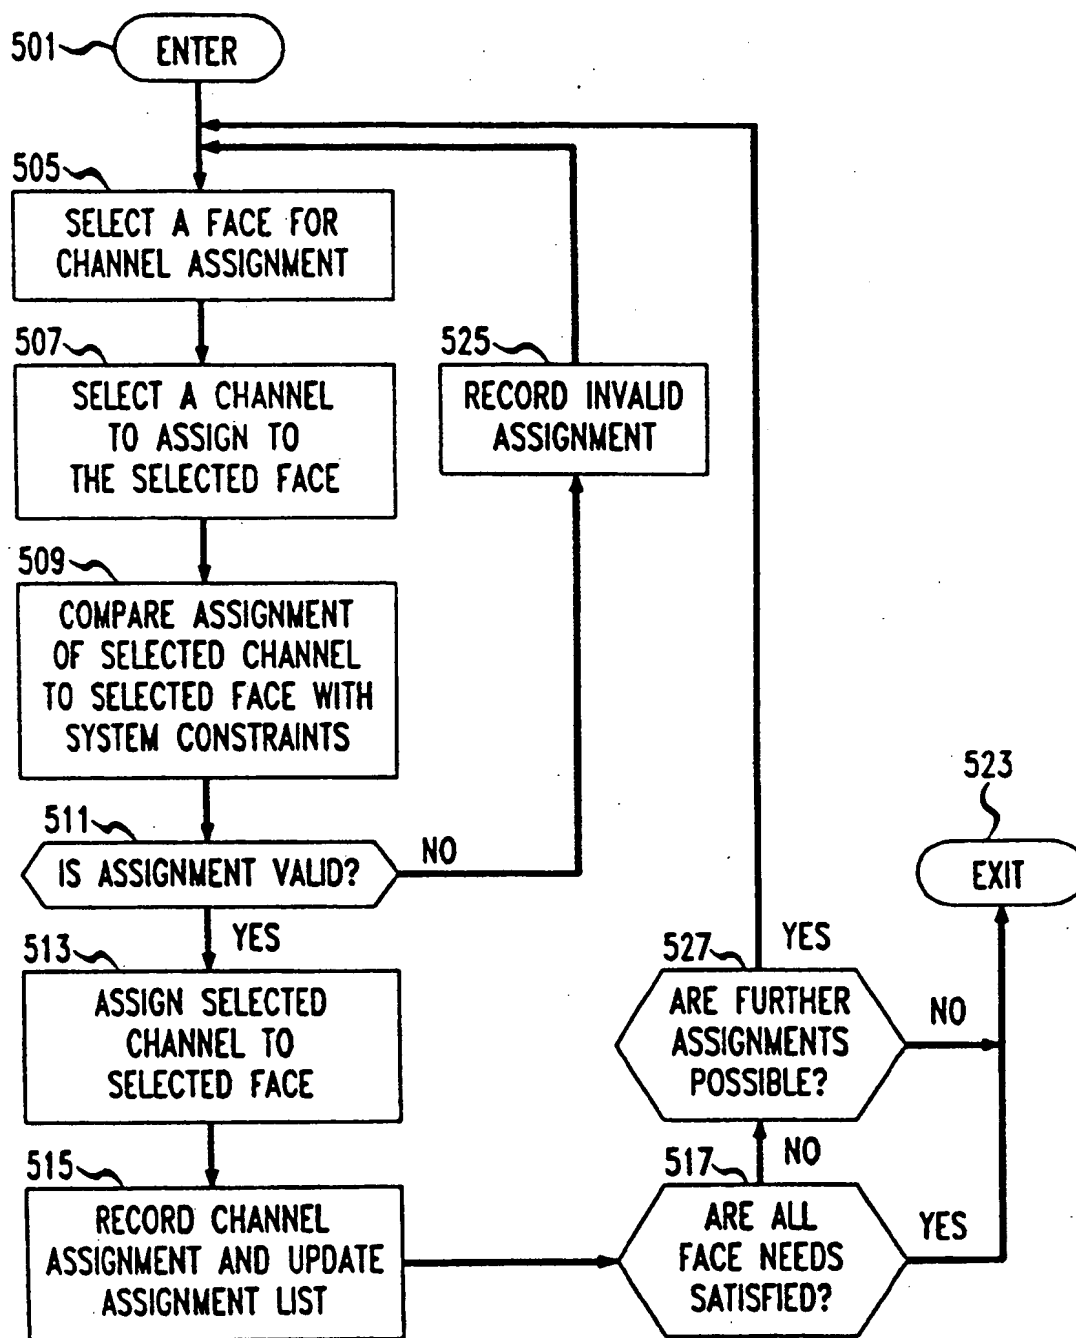 501
ENTER
505
SELECT A FACE FOR
CHANNEL ASSIGNMENT
507
SELECT A CHANNEL
TO ASSIGN TO
THE SELECTED FACE
525
RECORD INVALID
ASSIGNMENT
509
COMPARE ASSIGNMENT
OF SELECTED CHANNEL
TO SELECTED FACE WITH
SYSTEM CONSTRAINTS
511
IS ASSIGNMENT VALID?
NO
YES
513
ASSIGN SELECTED
CHANNEL TO
SELECTED FACE
515
RECORD CHANNEL
ASSIGNMENT AND UPDATE
ASSIGNMENT LIST
517
ARE ALL
FACE NEEDS
SATISFIED?
NO
YES
527
ARE FURTHER
ASSIGNMENTS
POSSIBLE?
YES
NO
523
EXIT